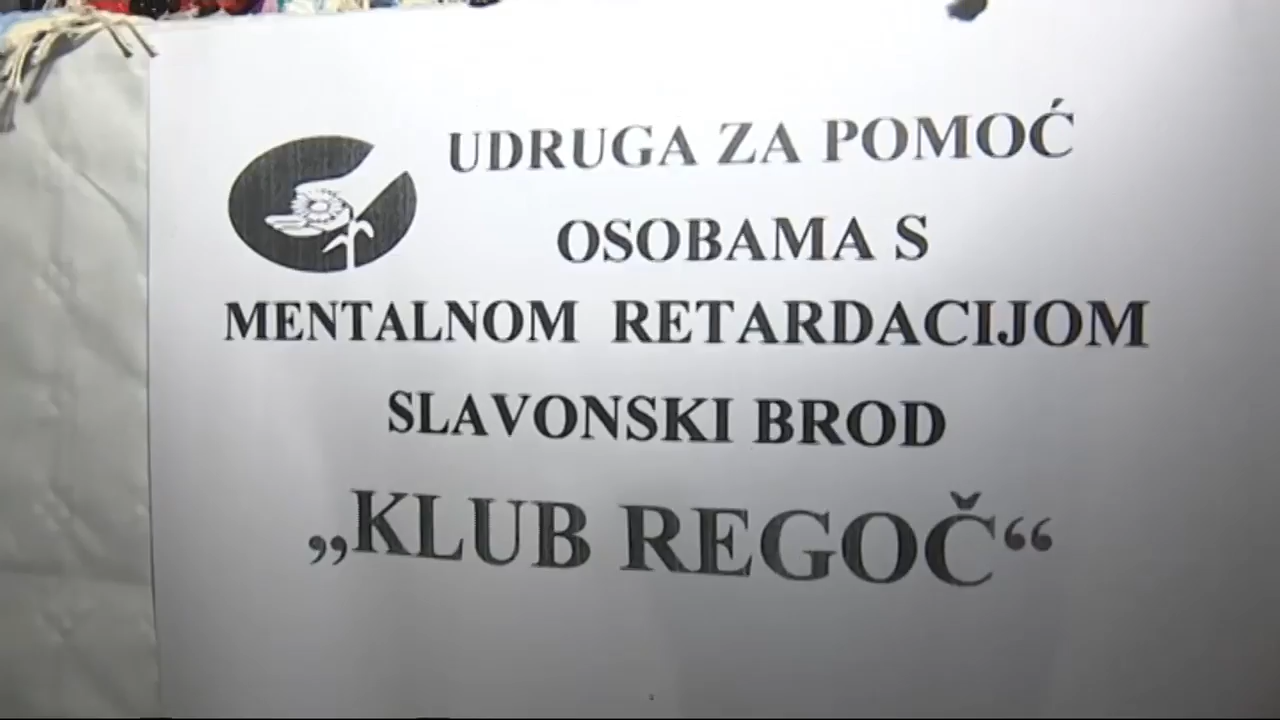 UDRUGA ZA POMOĆ
OSOBAMA S
MENTALNOM RETARDACIJOM
SLAVONSKI BROD
„KLUB REGOČ“